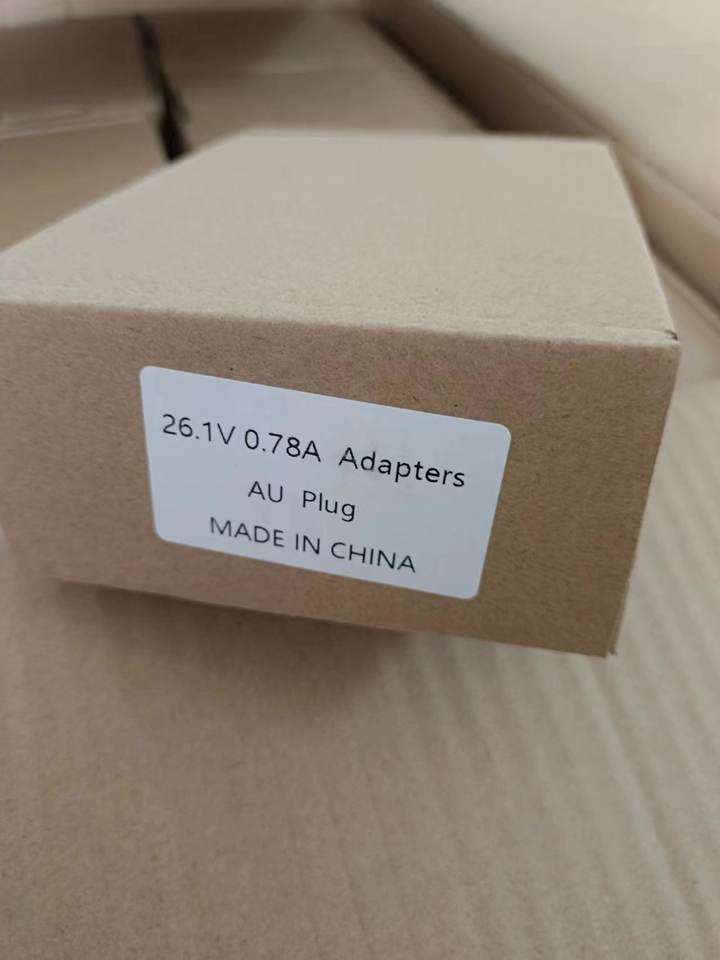 26.1V 0.78A Adapters
AU Plug
MADE IN CHINA